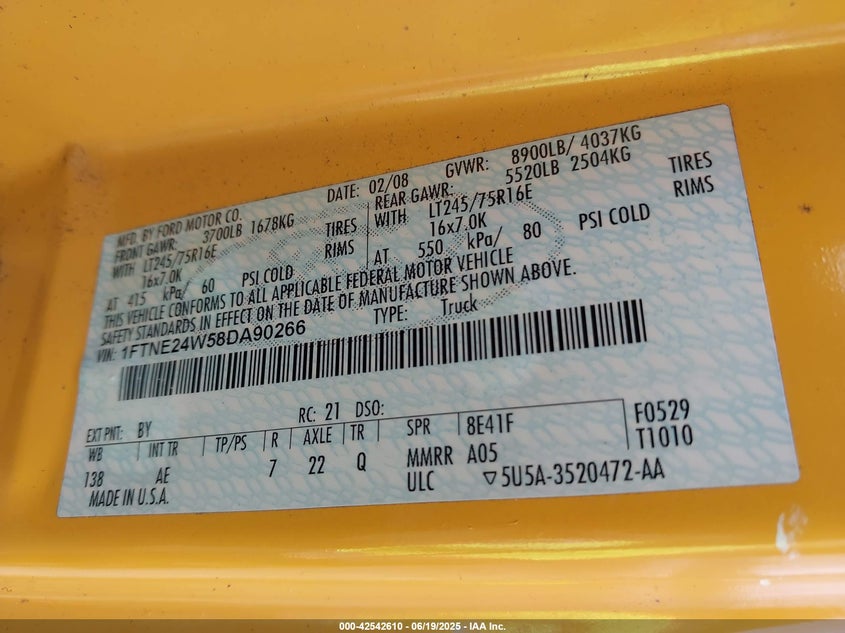 MFD. BY FORD MOTOR CO.
DATE: 02/08 GVWR: 8900LB/ 4037KG
FRONT GAWR: 3700LB 1678KG
REAR GAWR: 5520LB 2504KG
WITH LT245/75R16E TIRES
WITH LT245/75R16E TIRES
16x7.0K RIMS
16x7.0K RIMS
AT 415 kPa/ 60 PSI COLD
AT 550 kPa/ 80 PSI COLD
THIS VEHICLE CONFORMS TO ALL APPLICABLE FEDERAL MOTOR VEHICLE
SAFETY STANDARDS IN EFFECT ON THE DATE OF MANUFACTURE SHOWN ABOVE.
VIN: 1FTNE24W58DA90266 TYPE: Truck
EXT PNT: BY RC: 21 DSO:
WB INT TR TP/PS R AXLE TR SPR 8E41F F0529
138 AE 7 22 Q MMRR A05 T1010
MADE IN U.S.A. ULC ▽5U5A-3520472-AA
000-42542610 - 06/19/2025 - IAA Inc.